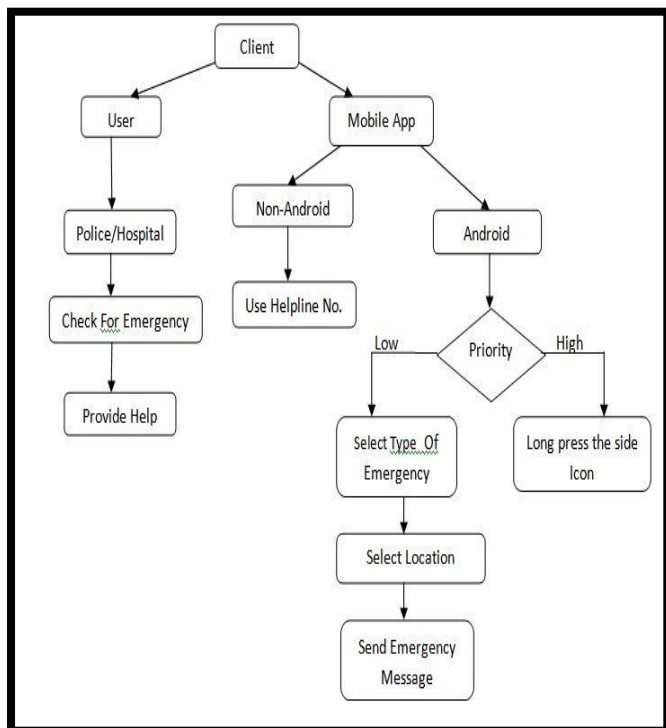 Client
User
Mobile App
Non-Android
Police/Hospital
Android
Use Helpline No.
Check For Emergency
Low
Priority
High
Provide Help
Select Type Of
Emergency
Long press the side
Icon
Select Location
Send Emergency
Message